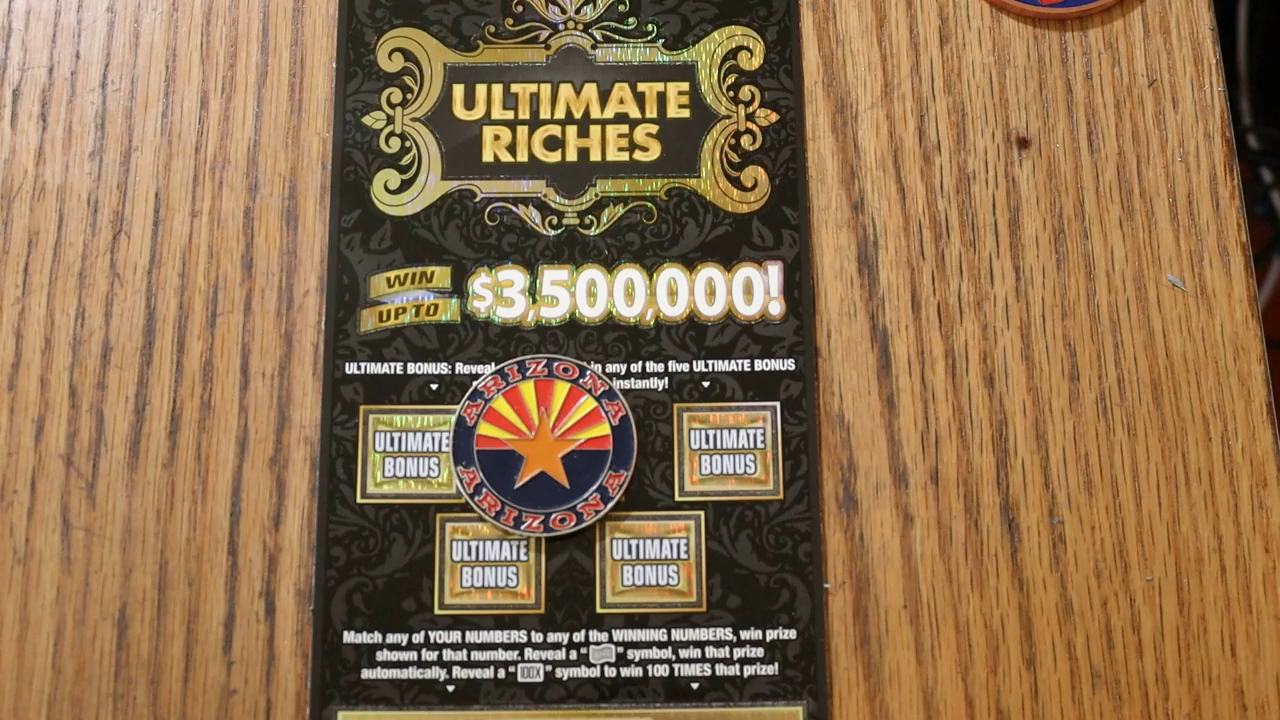 ULTIMATE
RICHES
WIN
UP TO
$3,500,000!
ULTIMATE BONUS: Reveal in any of the five ULTIMATE BONUS
instantly!
ARIZONA
ULTIMATE
BONUS
ULTIMATE
BONUS
ARIZONA
ULTIMATE
BONUS
ULTIMATE
BONUS
Match any of YOUR NUMBERS to any of the WINNING NUMBERS, win prize
shown for that number. Reveal a “ ” symbol, win that prize
automatically. Reveal a “100X” symbol to win 100 TIMES that prize!